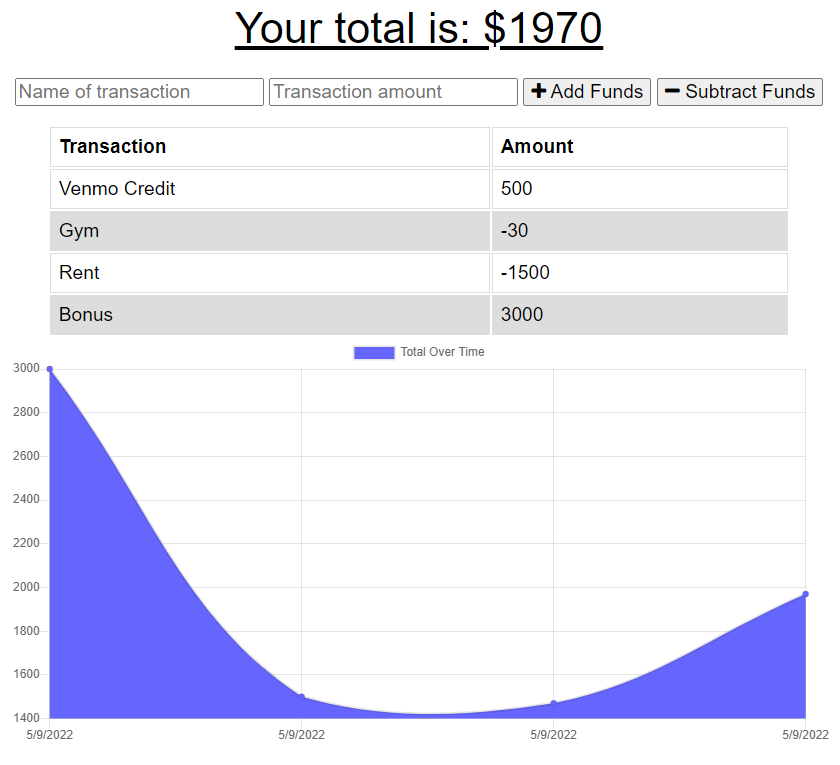 Your total is: $1970
Name of transaction Transaction amount + Add Funds − Subtract Funds
Transaction Amount
Venmo Credit 500
Gym -30
Rent -1500
Bonus 3000
Total Over Time
3000
2800
2600
2400
2200
2000
1800
1600
1400
5/9/2022 5/9/2022 5/9/2022 5/9/2022